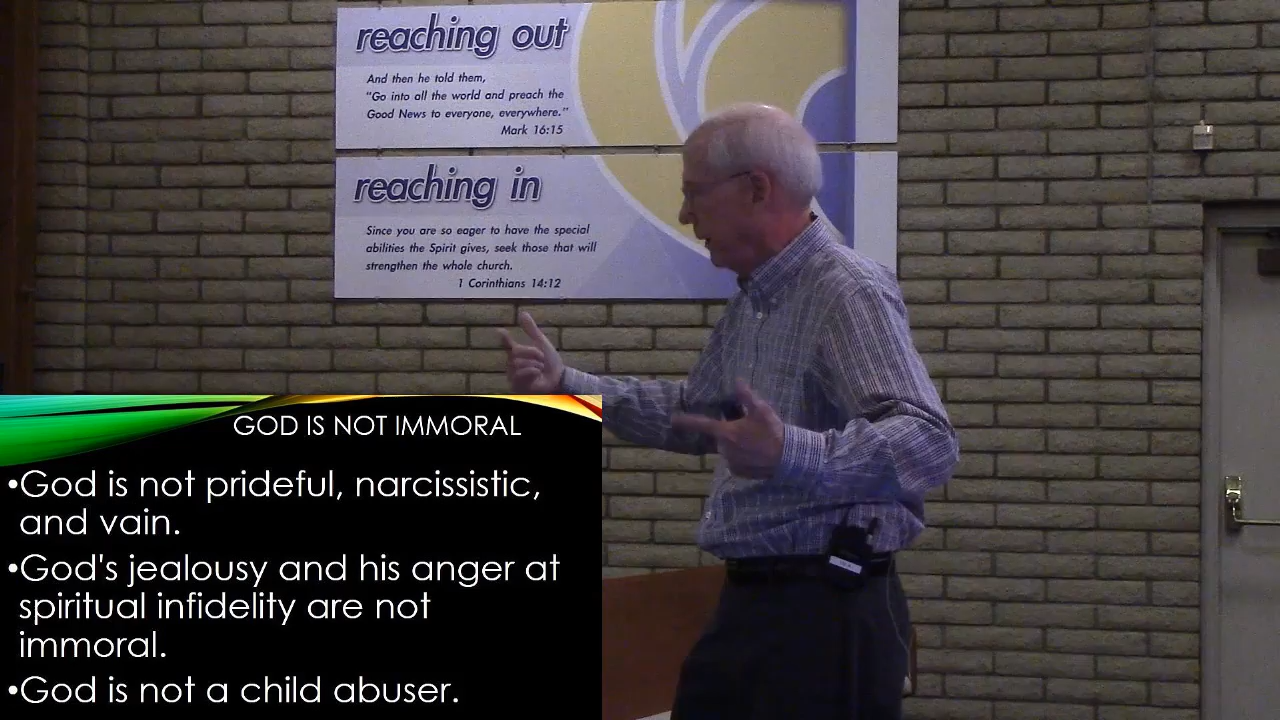 reaching out
And then he told them,
“Go into all the world and preach the
Good News to everyone, everywhere.”
Mark 16:15
reaching in
Since you are so eager to have the special
abilities the Spirit gives, seek those that will
strengthen the whole church.
1 Corinthians 14:12
GOD IS NOT IMMORAL
•God is not prideful, narcissistic,
and vain.
•God's jealousy and his anger at
spiritual infidelity are not
immoral.
•God is not a child abuser.